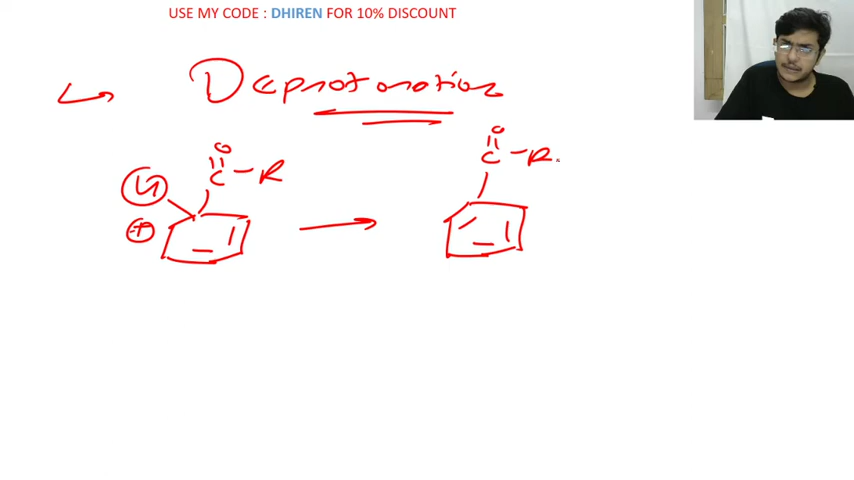 USE MY CODE : DHIREN FOR 10% DISCOUNT
Deprotonation
O O
C - R C - R
H
+